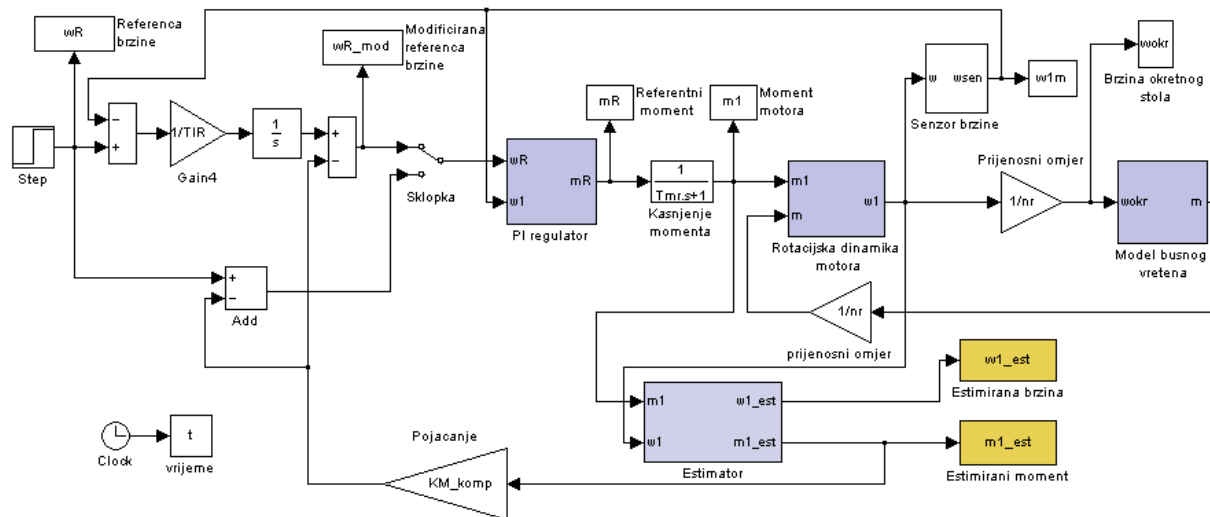 wR
Referenca
brzine
Step
−
+
1/TIR
Gain4
1
s
+
−
wR_mod
Modificirana
referenca
brzine
Sklopka
+
−
Add
wR
w1
mR
PI regulator
mR
Referentni
moment
1
Tmr.s+1
Kasnjenje
momenta
m1
Moment
motora
m1
m
w1
Rotacijska dinamika
motora
w
wsen
Senzor brzine
w1m
wokr
Brzina okretnog
stola
Prijenosni omjer
1/nr
wokr
m
Model busnog
vretena
1/nr
prijenosni omjer
m1
w1
w1_est
m1_est
Estimator
w1_est
Estimirana brzina
m1_est
Estimirani moment
Clock
t
vrijeme
Pojacanje
KM_komp